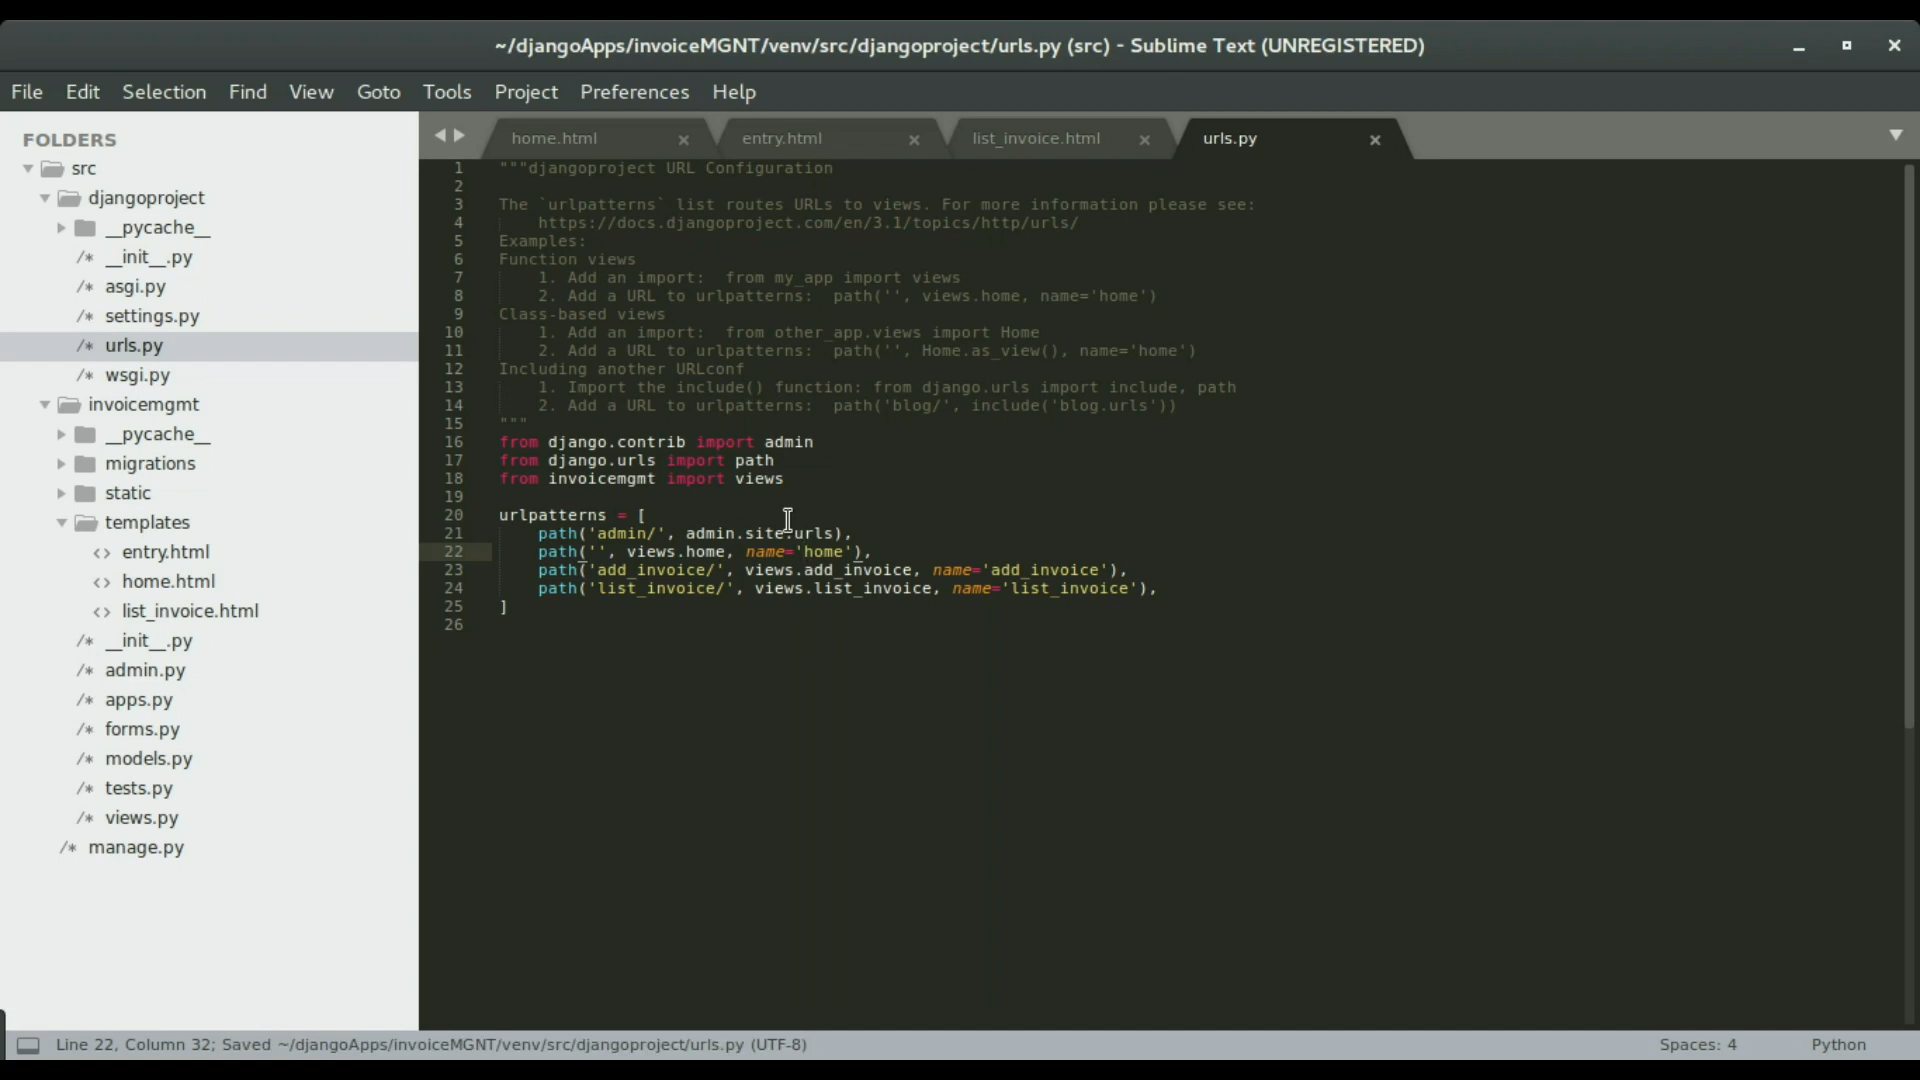 ~/djangoApps/invoiceMGNT/venv/src/djangoproject/urls.py (src) - Sublime Text (UNREGISTERED)
File Edit Selection Find View Goto Tools Project Preferences Help
FOLDERS
src
djangoproject
__pycache__
/* __init__.py
/* asgi.py
/* settings.py
/* urls.py
/* wsgi.py
invoicemgmt
__pycache__
migrations
static
templates
<> entry.html
<> home.html
<> list_invoice.html
/* __init__.py
/* admin.py
/* apps.py
/* forms.py
/* models.py
/* tests.py
/* views.py
/* manage.py
home.html entry.html list_invoice.html urls.py
1 """djangoproject URL Configuration
2
3 The `urlpatterns` list routes URLs to views. For more information please see:
4     https://docs.djangoproject.com/en/3.1/topics/http/urls/
5 Examples:
6 Function views
7     1. Add an import:  from my_app import views
8     2. Add a URL to urlpatterns:  path('', views.home, name='home')
9 Class-based views
10     1. Add an import:  from other_app.views import Home
11     2. Add a URL to urlpatterns:  path('', Home.as_view(), name='home')
12 Including another URLconf
13     1. Import the include() function: from django.urls import include, path
14     2. Add a URL to urlpatterns:  path('blog/', include('blog.urls'))
15 """
16 from django.contrib import admin
17 from django.urls import path
18 from invoicemgmt import views
19
20 urlpatterns = [
21     path('admin/', admin.site.urls),
22     path('', views.home, name='home'),
23     path('add_invoice/', views.add_invoice, name='add_invoice'),
24     path('list_invoice/', views.list_invoice, name='list_invoice'),
25 ]
26
Line 22, Column 32; Saved ~/djangoApps/invoiceMGNT/venv/src/djangoproject/urls.py (UTF-8) Spaces: 4 Python